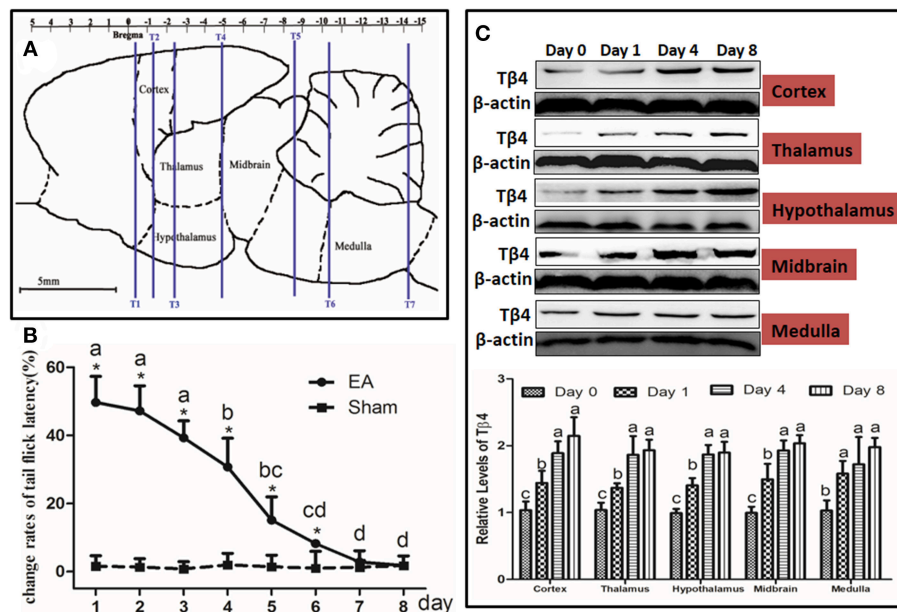 A
5 4 3 2 1 0 -1 -2 -3 -4 -5 -6 -7 -8 -9 -10 -11 -12 -13 -14 -15
Bregma T2 T4 T5
Cortex
Thalamus
Midbrain
Hypothalamus
Medulla
5mm
T1 T3 T6 T7
B
change rates of tail flick latency(%)
60
40
20
0
a a a b bc cd d d
* * * * * *
EA
Sham
1 2 3 4 5 6 7 8 day
C
Day 0 Day 1 Day 4 Day 8
Tβ4
β-actin
Cortex
Tβ4
β-actin
Thalamus
Tβ4
β-actin
Hypothalamus
Tβ4
β-actin
Midbrain
Tβ4
β-actin
Medulla
Relative Levels of Tβ4
3
2
1
0
Day 0 Day 1 Day 4 Day 8
c b a a c b a a c b a a c b a a b a a a
Cortex Thalamus Hypothalamus Midbrain Medulla